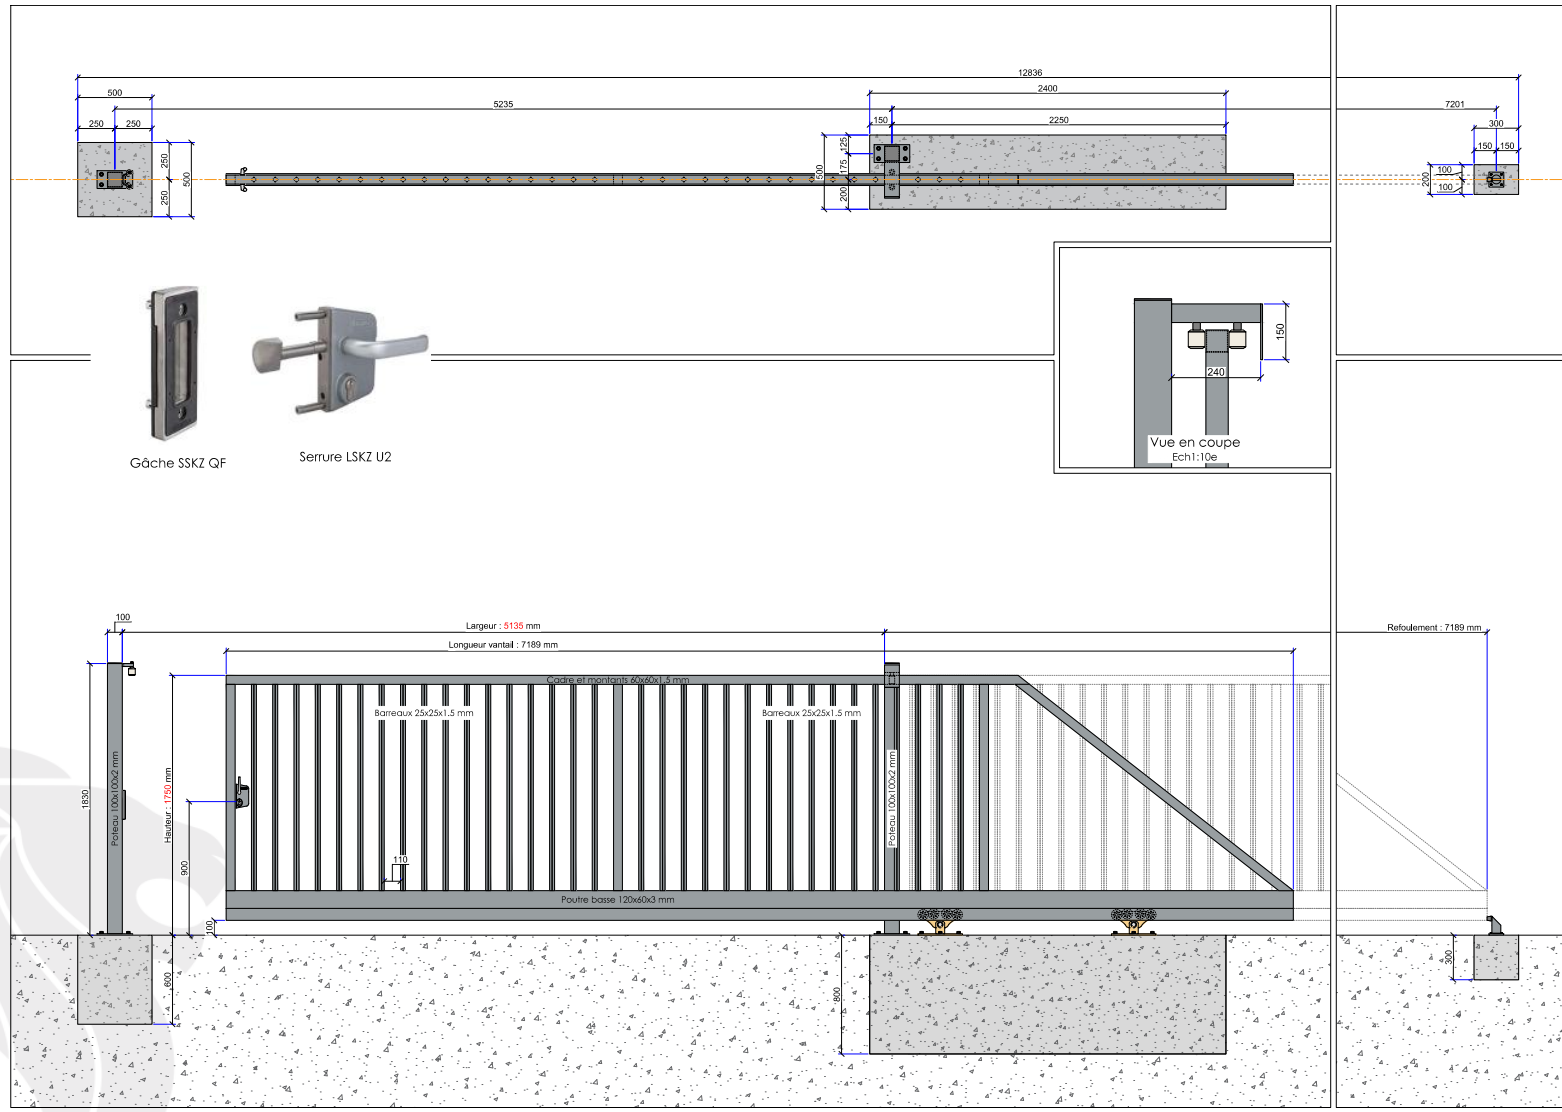 12836
500
2400
5235
7201
250
250
150
2250
300
150
150
250
250
500
125
175
200
500
200
100
100
150
240
Vue en coupe
Ech1:10e
Gâche SSKZ QF
Serrure LSKZ U2
100
Largeur : 5135 mm
Refoulement : 7189 mm
Longueur vantail : 7189 mm
Cadre et montants 60x60x1,5 mm
Barreaux 25x25x1.5 mm
Barreaux 25x25x1.5 mm
1830
Poteau 100x100x2 mm
Hauteur : 1750 mm
900
110
Poteau 100x100x2 mm
Poutre basse 120x60x3 mm
100
600
800
300